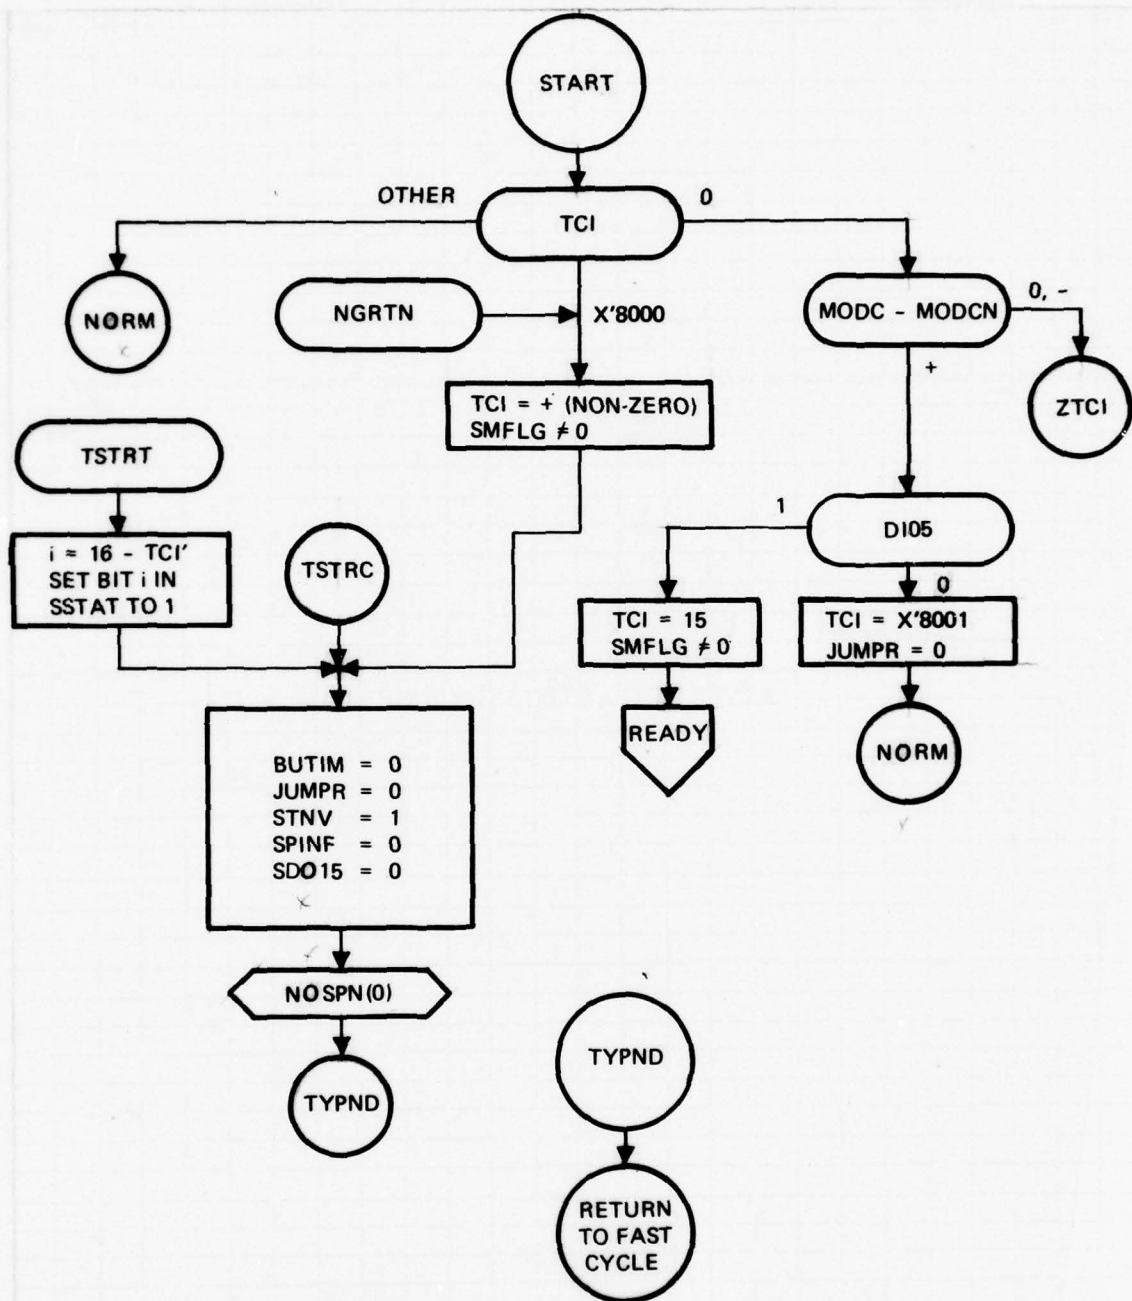 START
OTHER
0
TCI
NORM
NGRTN
X'8000
MODC - MODCN
0, -
+
ZTCI
TCI = + (NON-ZERO)
SMFLG ≠ 0
TSTRT
i = 16 - TCI'
SET BIT i IN
SSTAT TO 1
TSTRC
1
DI05
0
TCI = 15
SMFLG ≠ 0
TCI = X'8001
JUMPR = 0
READY
NORM
BUTIM = 0
JUMPR = 0
STNV = 1
SPINF = 0
SDO15 = 0
NOSPN(0)
TYPND
TYPND
RETURN
TO FAST
CYCLE